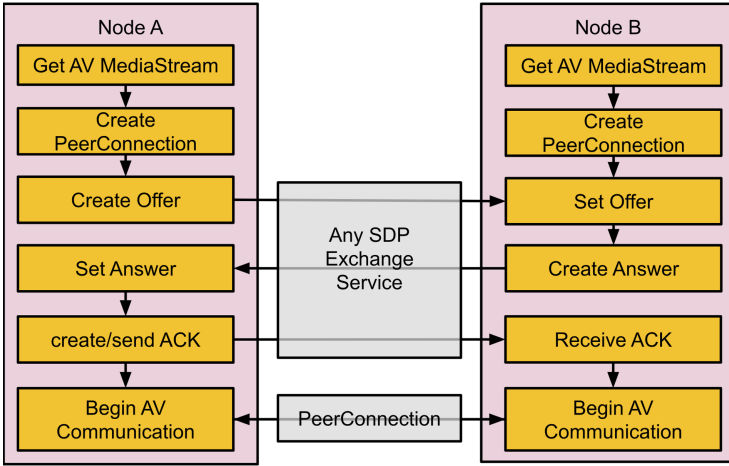 Node A
Get AV MediaStream
Create
PeerConnection
Create Offer
Set Answer
create/send ACK
Begin AV
Communication
Any SDP
Exchange
Service
PeerConnection
Node B
Get AV MediaStream
Create
PeerConnection
Set Offer
Create Answer
Receive ACK
Begin AV
Communication